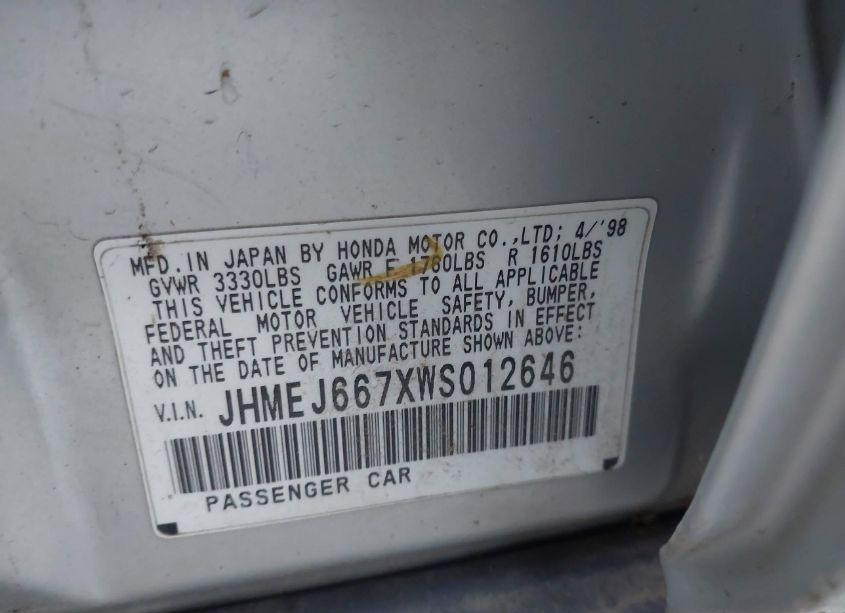 MFD. IN JAPAN BY HONDA MOTOR CO.,LTD; 4/'98
GVWR 3330LBS GAWR F 1760LBS R 1610LBS
THIS VEHICLE CONFORMS TO ALL APPLICABLE
FEDERAL MOTOR VEHICLE SAFETY, BUMPER,
AND THEFT PREVENTION STANDARDS IN EFFECT
ON THE DATE OF MANUFACTURE SHOWN ABOVE:
V.I.N. JHMEJ667XWS012646
PASSENGER CAR